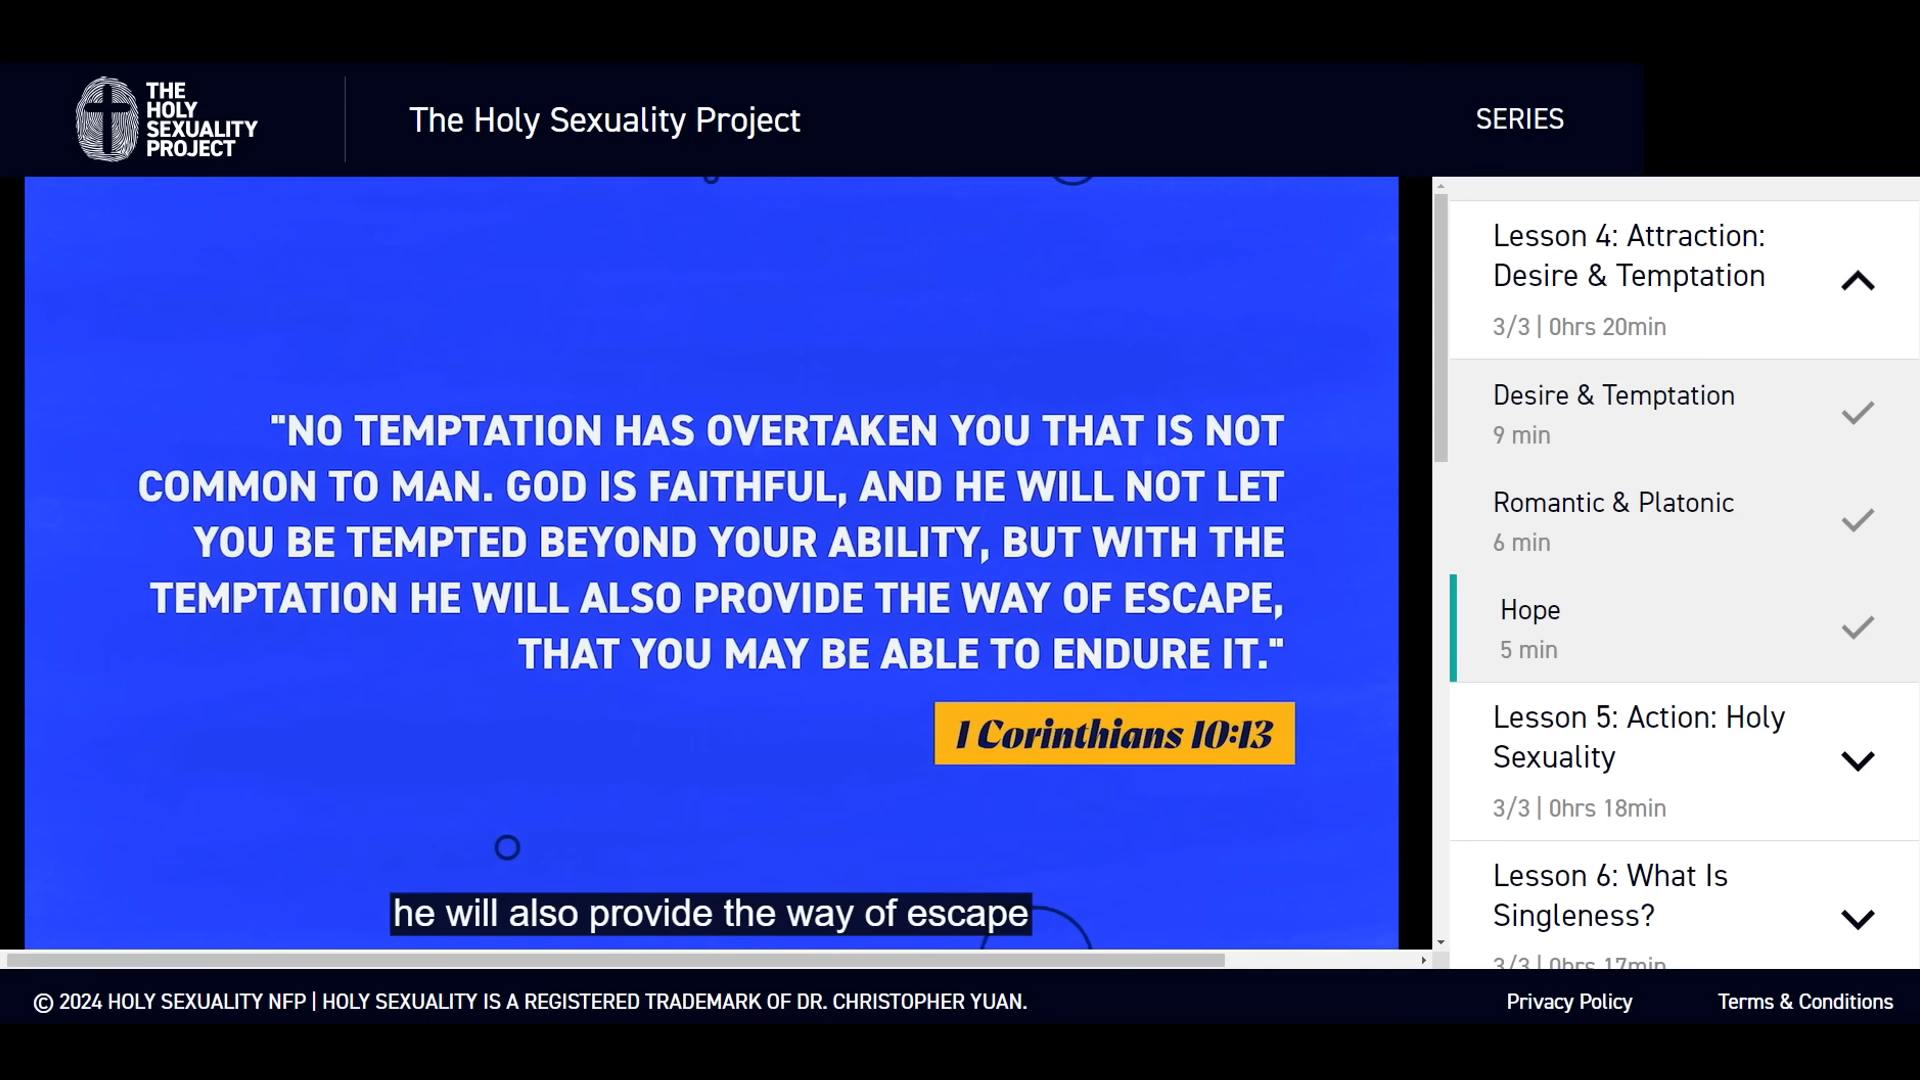 THE
HOLY
SEXUALITY
PROJECT
The Holy Sexuality Project
SERIES
"NO TEMPTATION HAS OVERTAKEN YOU THAT IS NOT
COMMON TO MAN. GOD IS FAITHFUL, AND HE WILL NOT LET
YOU BE TEMPTED BEYOND YOUR ABILITY, BUT WITH THE
TEMPTATION HE WILL ALSO PROVIDE THE WAY OF ESCAPE,
THAT YOU MAY BE ABLE TO ENDURE IT."
1 Corinthians 10:13
he will also provide the way of escape
Lesson 4: Attraction:
Desire & Temptation
3/3 | 0hrs 20min
Desire & Temptation
9 min
Romantic & Platonic
6 min
Hope
5 min
Lesson 5: Action: Holy
Sexuality
3/3 | 0hrs 18min
Lesson 6: What Is
Singleness?
3/3 | 0hrs 17min
© 2024 HOLY SEXUALITY NFP | HOLY SEXUALITY IS A REGISTERED TRADEMARK OF DR. CHRISTOPHER YUAN.
Privacy Policy
Terms & Conditions